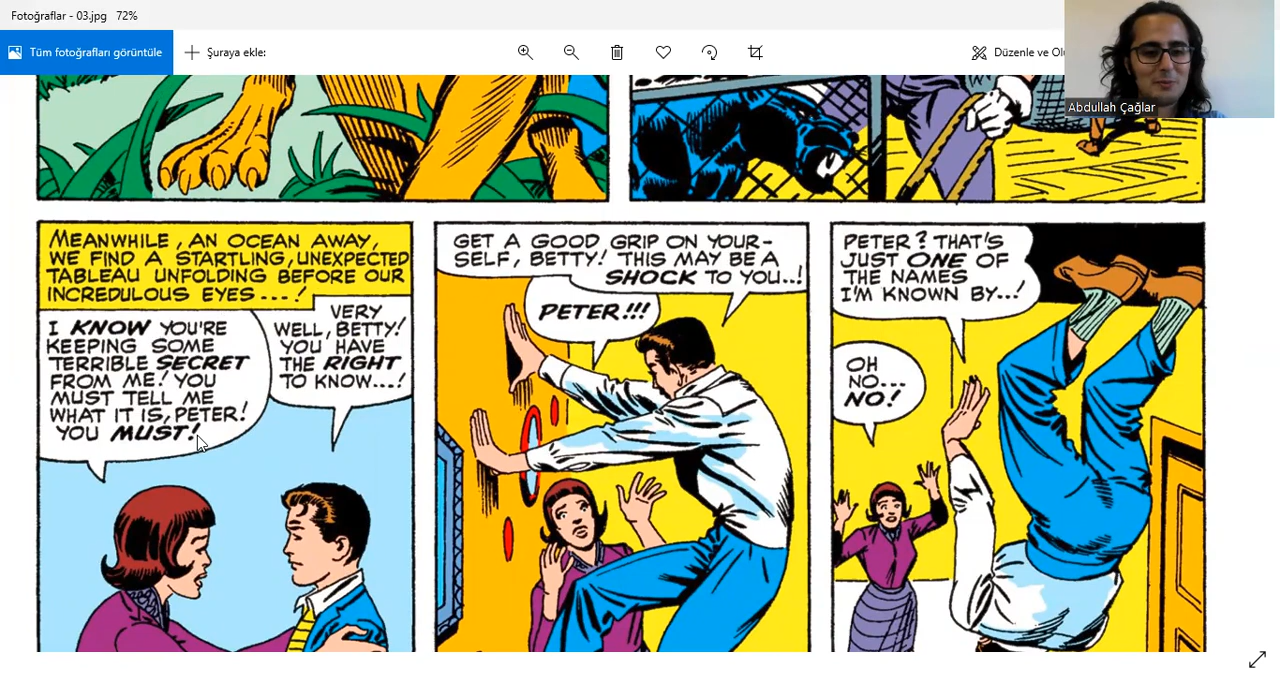 Fotoğraflar - 03.jpg 72%
Tüm fotoğrafları görüntüle
Şuraya ekle:
Düzenle ve Olu
Abdullah Çağlar
MEANWHILE, AN OCEAN AWAY,
WE FIND A STARTLING, UNEXPECTED
TABLEAU UNFOLDING BEFORE OUR
INCREDULOUS EYES....!
I KNOW YOU'RE
KEEPING SOME
TERRIBLE SECRET
FROM ME! YOU
MUST TELL ME
WHAT IT IS, PETER!
YOU MUST!
VERY
WELL, BETTY!
YOU HAVE
THE RIGHT
TO KNOW...!
GET A GOOD GRIP ON YOUR-
SELF, BETTY! THIS MAY BE A
SHOCK TO YOU..!
PETER!!!
PETER? THAT'S
JUST ONE OF
THE NAMES
I'M KNOWN BY...!
OH
NO...
NO!